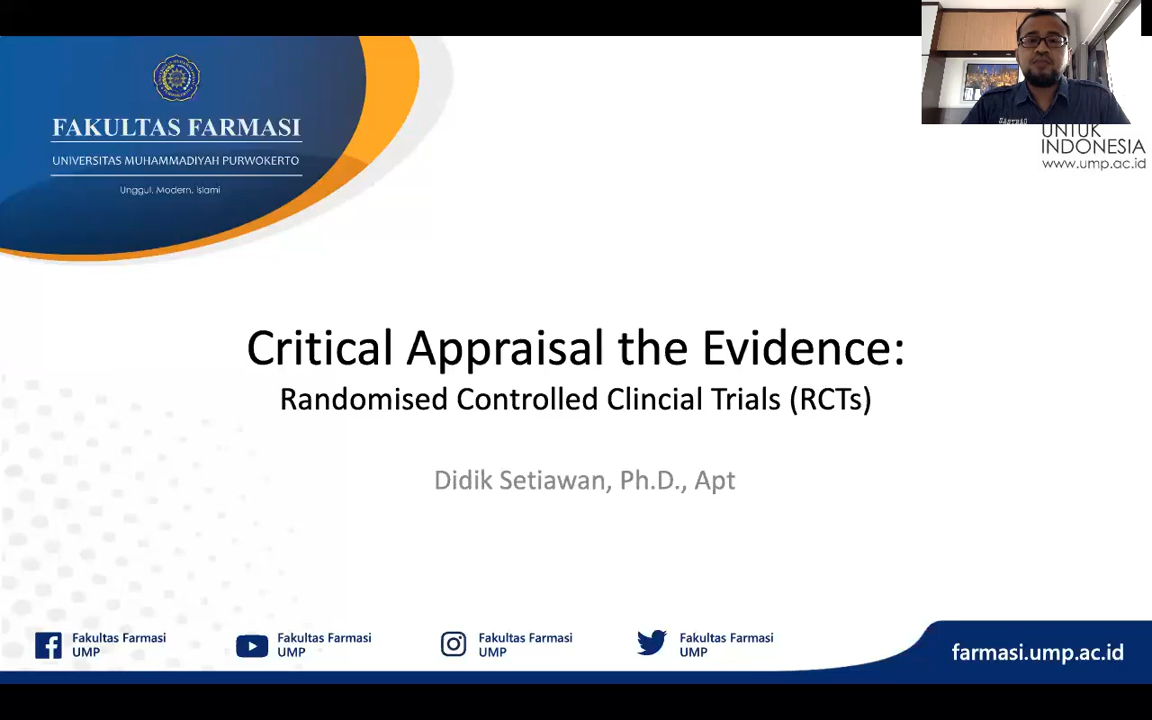 FAKULTAS FARMASI
UNIVERSITAS MUHAMMADIYAH PURWOKERTO
Unggul, Modern, Islami
UNTUK
INDONESIA
www.ump.ac.id
Critical Appraisal the Evidence:
Randomised Controlled Clincial Trials (RCTs)
Didik Setiawan, Ph.D., Apt
Fakultas Farmasi
UMP
Fakultas Farmasi
UMP
Fakultas Farmasi
UMP
Fakultas Farmasi
UMP
farmasi.ump.ac.id